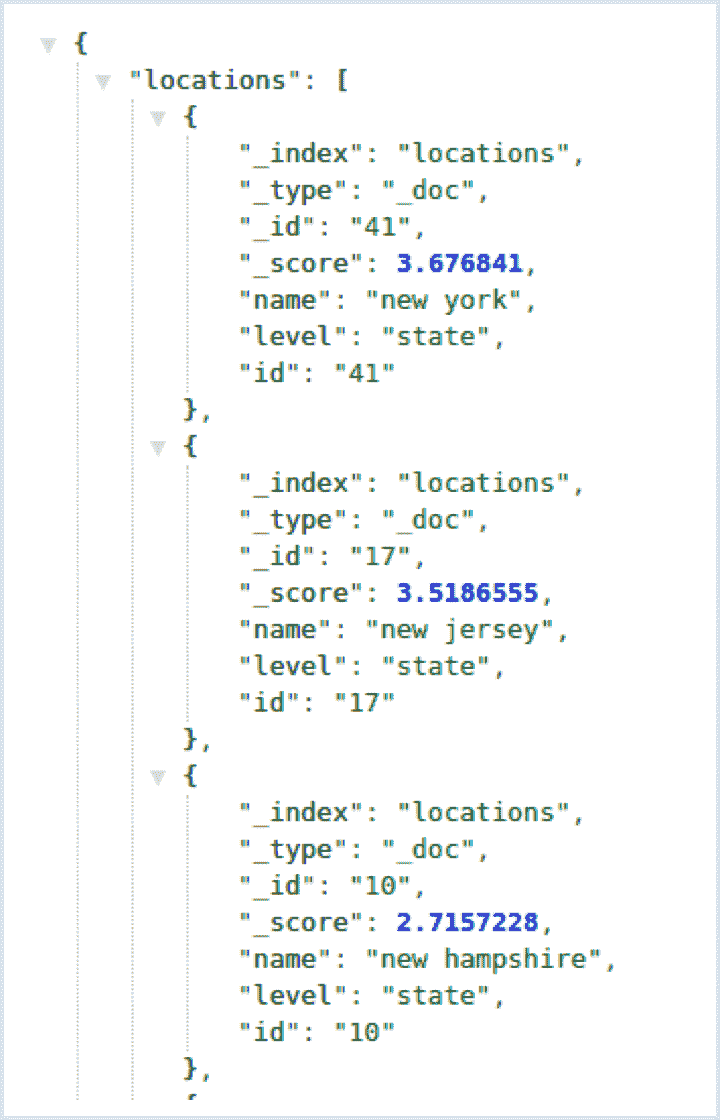 {
"locations": [
{
"_index": "locations",
"_type": "_doc",
"_id": "41",
"_score": 3.676841,
"name": "new york",
"level": "state",
"id": "41"
},
{
"_index": "locations",
"_type": "_doc",
"_id": "17",
"_score": 3.5186555,
"name": "new jersey",
"level": "state",
"id": "17"
},
{
"_index": "locations",
"_type": "_doc",
"_id": "10",
"_score": 2.7157228,
"name": "new hampshire",
"level": "state",
"id": "10"
},